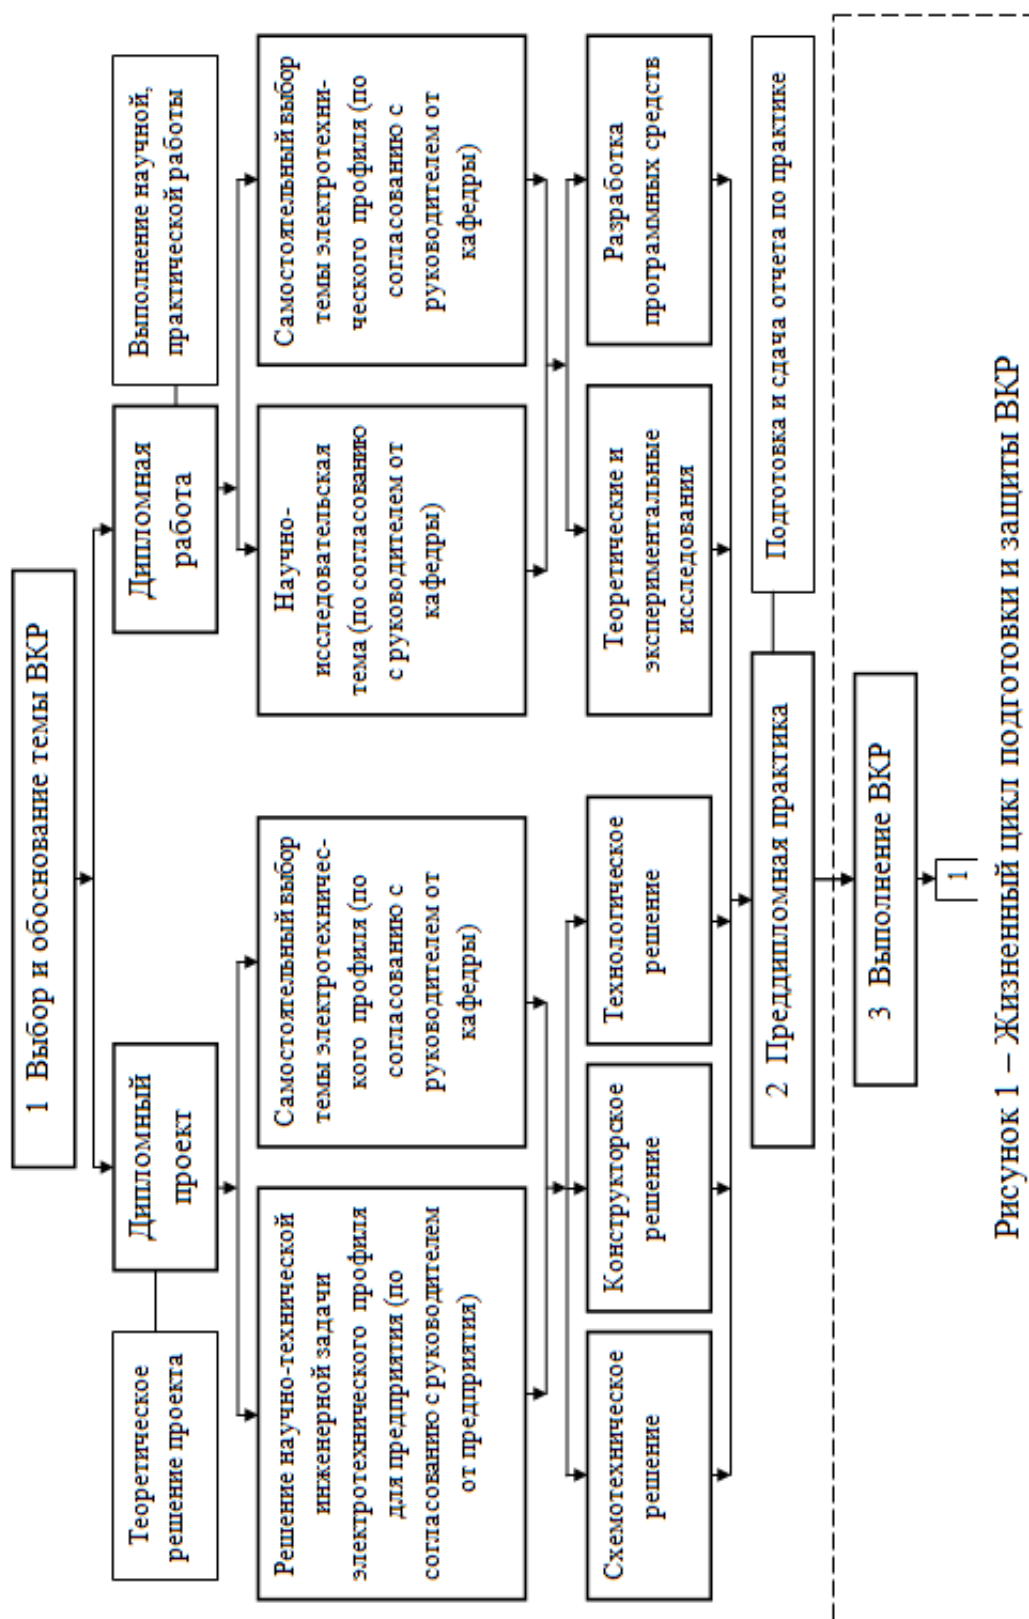 1 Выбор и обоснование темы ВКР
Теоретическое
решение проекта
Дипломный
проект
Дипломная
работа
Выполнение научной,
практической работы
Решение научно-технической
инженерной задачи
электротехнического профиля
для предприятия (по
согласованию с руководителем
от предприятия)
Самостоятельный выбор
темы электротехничес-
кого профиля (по
согласованию с
руководителем от
кафедры)
Научно-
исследовательская
тема (по согласованию
с руководителем от
кафедры)
Самостоятельный выбор
темы электротехни-
ческого профиля (по
согласованию с
руководителем от
кафедры)
Схемотехническое
решение
Конструкторское
решение
Технологическое
решение
Теоретические и
экспериментальные
исследования
Разработка
программных средств
2 Преддипломная практика
Подготовка и сдача отчета по практике
3 Выполнение ВКР
1
Рисунок 1 – Жизненный цикл подготовки и защиты ВКР